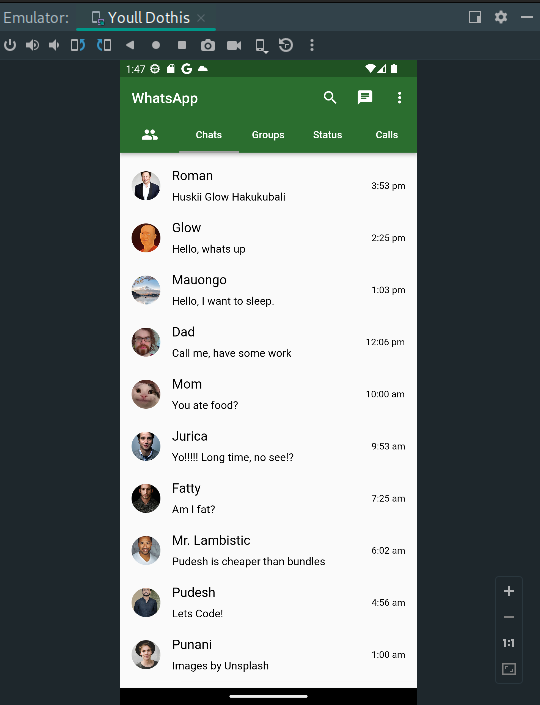 Emulator: Youll Dothis
1:47 G
WhatsApp
Chats Groups Status Calls
Roman
Huskii Glow Hakukubali 3:53 pm
Glow
Hello, whats up 2:25 pm
Mauongo
Hello, I want to sleep. 1:03 pm
Dad
Call me, have some work 12:06 pm
Mom
You ate food? 10:00 am
Jurica
Yo!!!!! Long time, no see!? 9:53 am
Fatty
Am I fat? 7:25 am
Mr. Lambistic
Pudesh is cheaper than bundles 6:02 am
Pudesh
Lets Code! 4:56 am
Punani
Images by Unsplash 1:00 am
1:1